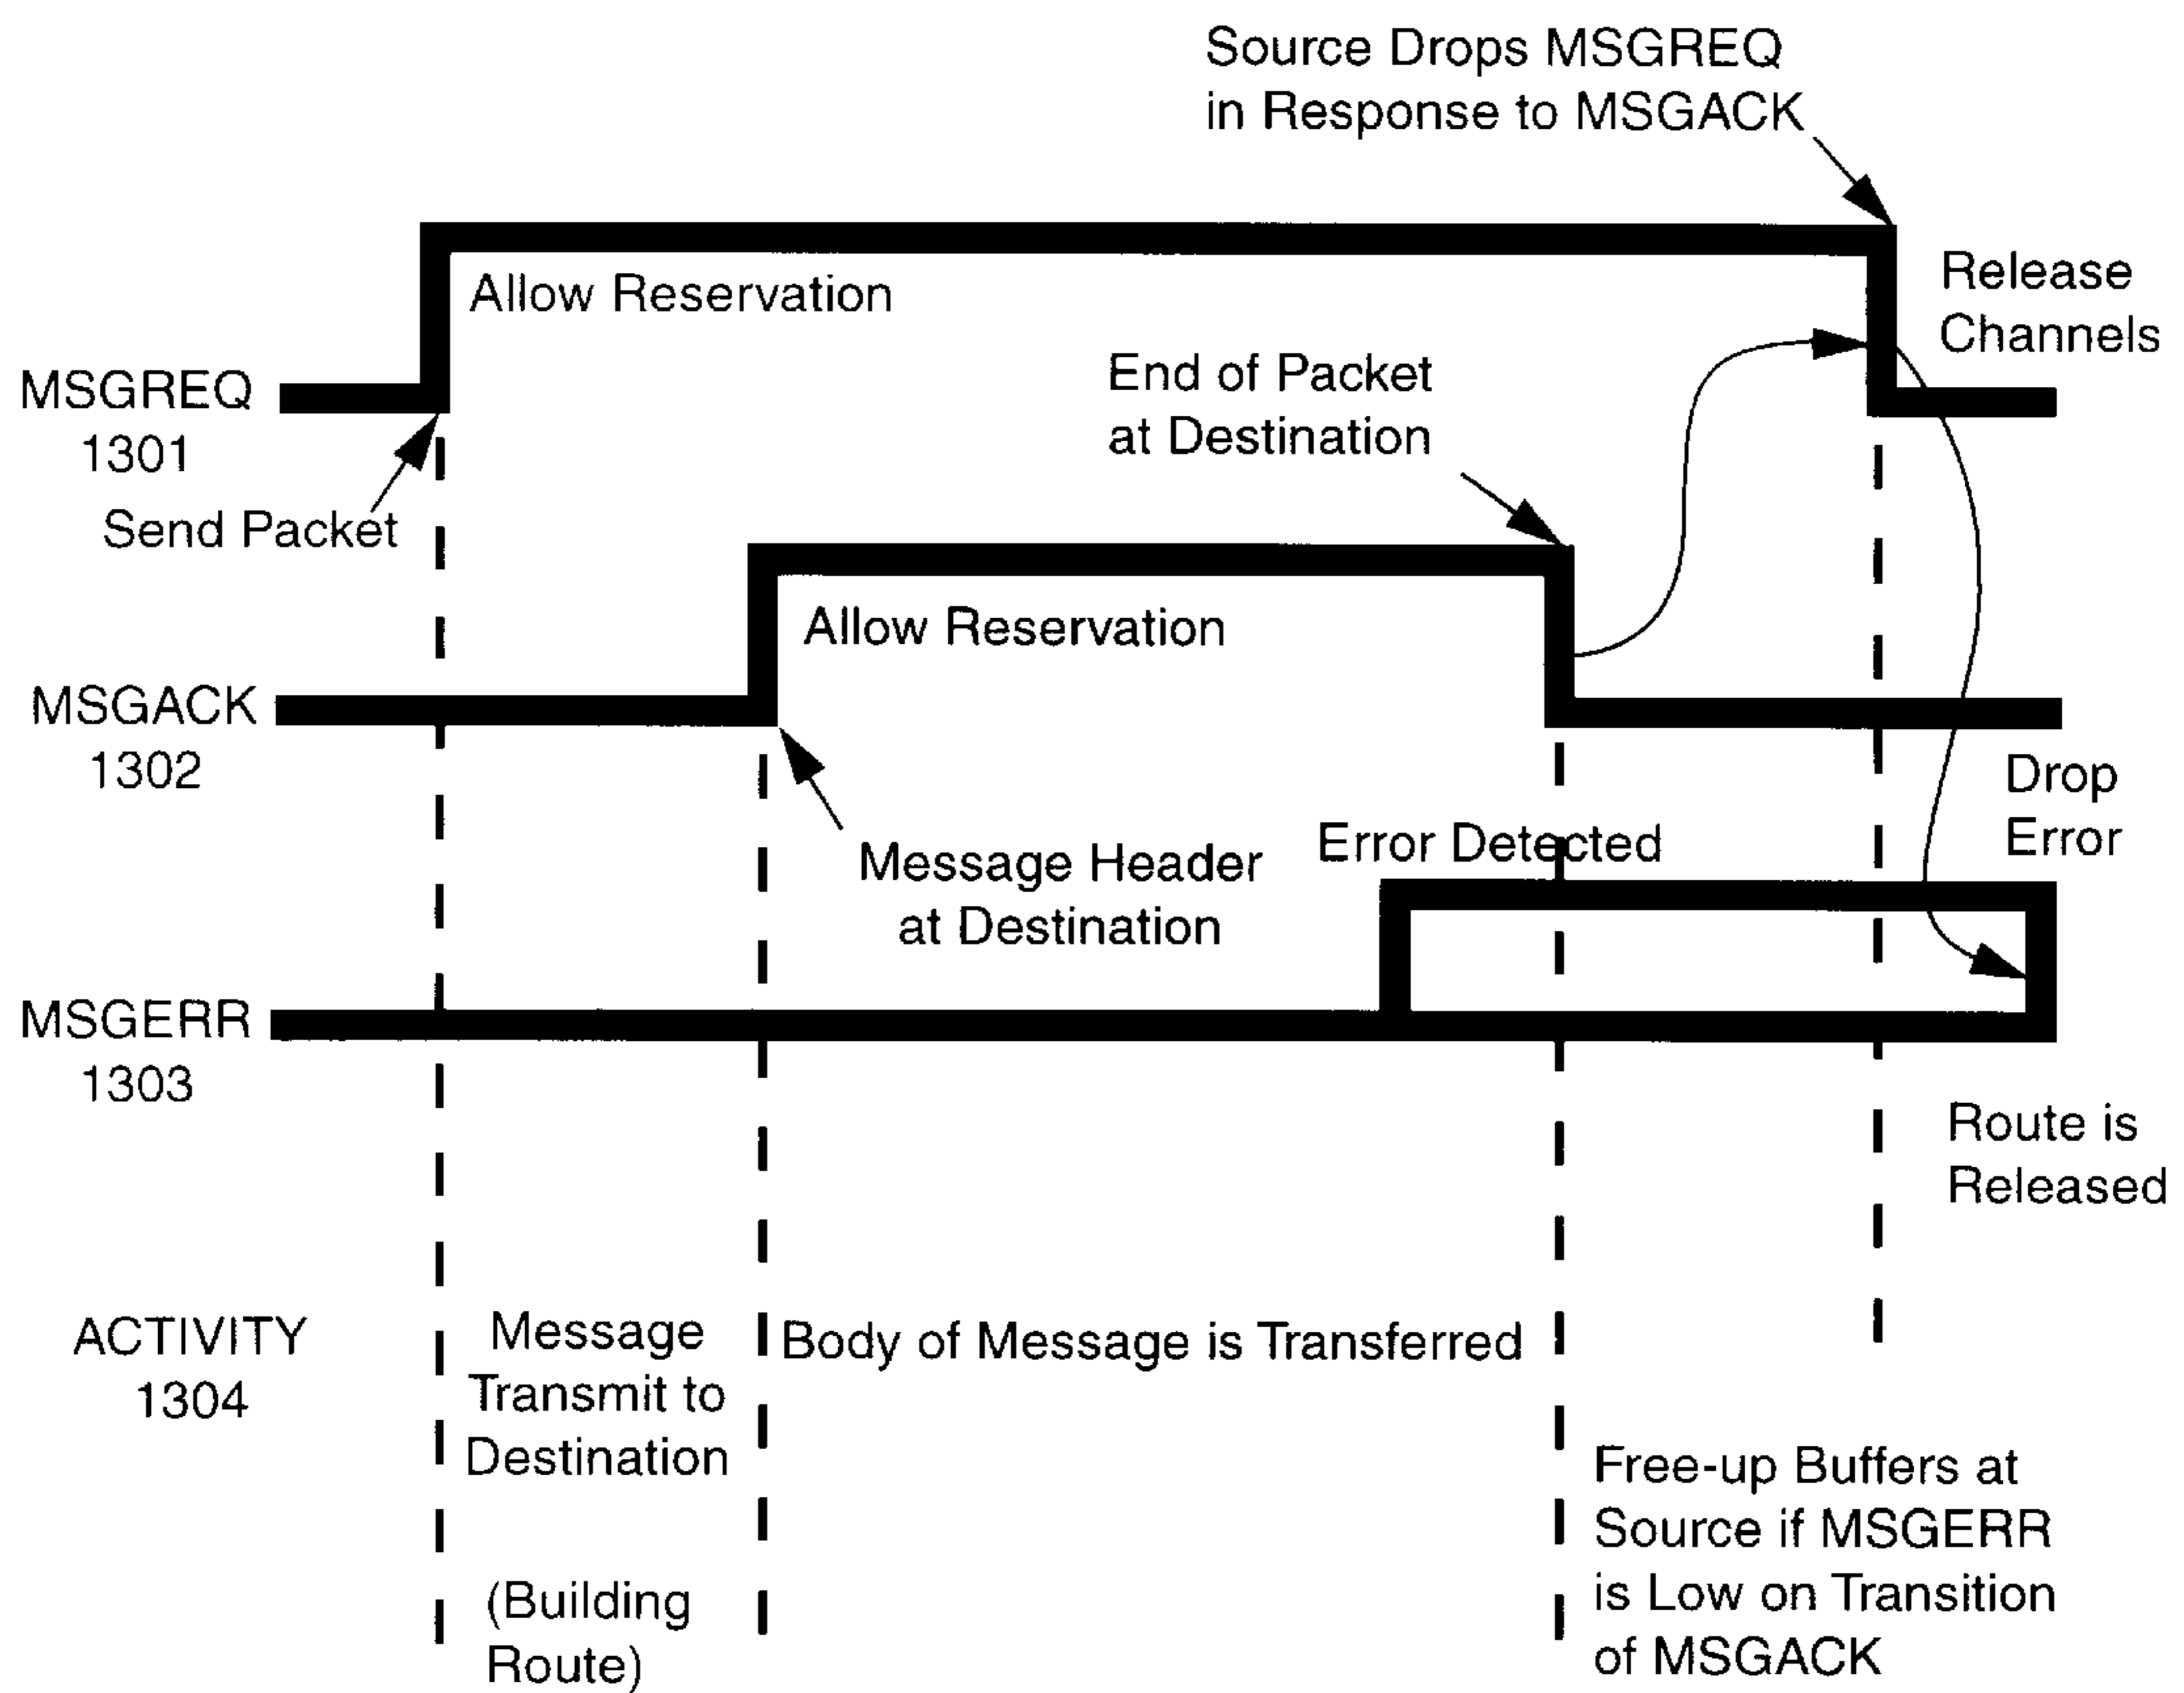 Source Drops MSGREQ
in Response to MSGACK
Allow Reservation
Release
Channels
MSGREQ
1301
End of Packet
at Destination
Send Packet
Allow Reservation
MSGACK
1302
Drop
Error
Message Header
at Destination
Error Detected
MSGERR
1303
Route is
Released
ACTIVITY
1304
Message
Transmit to
Destination
(Building
Route)
Body of Message is Transferred
Free-up Buffers at
Source if MSGERR
is Low on Transition
of MSGACK